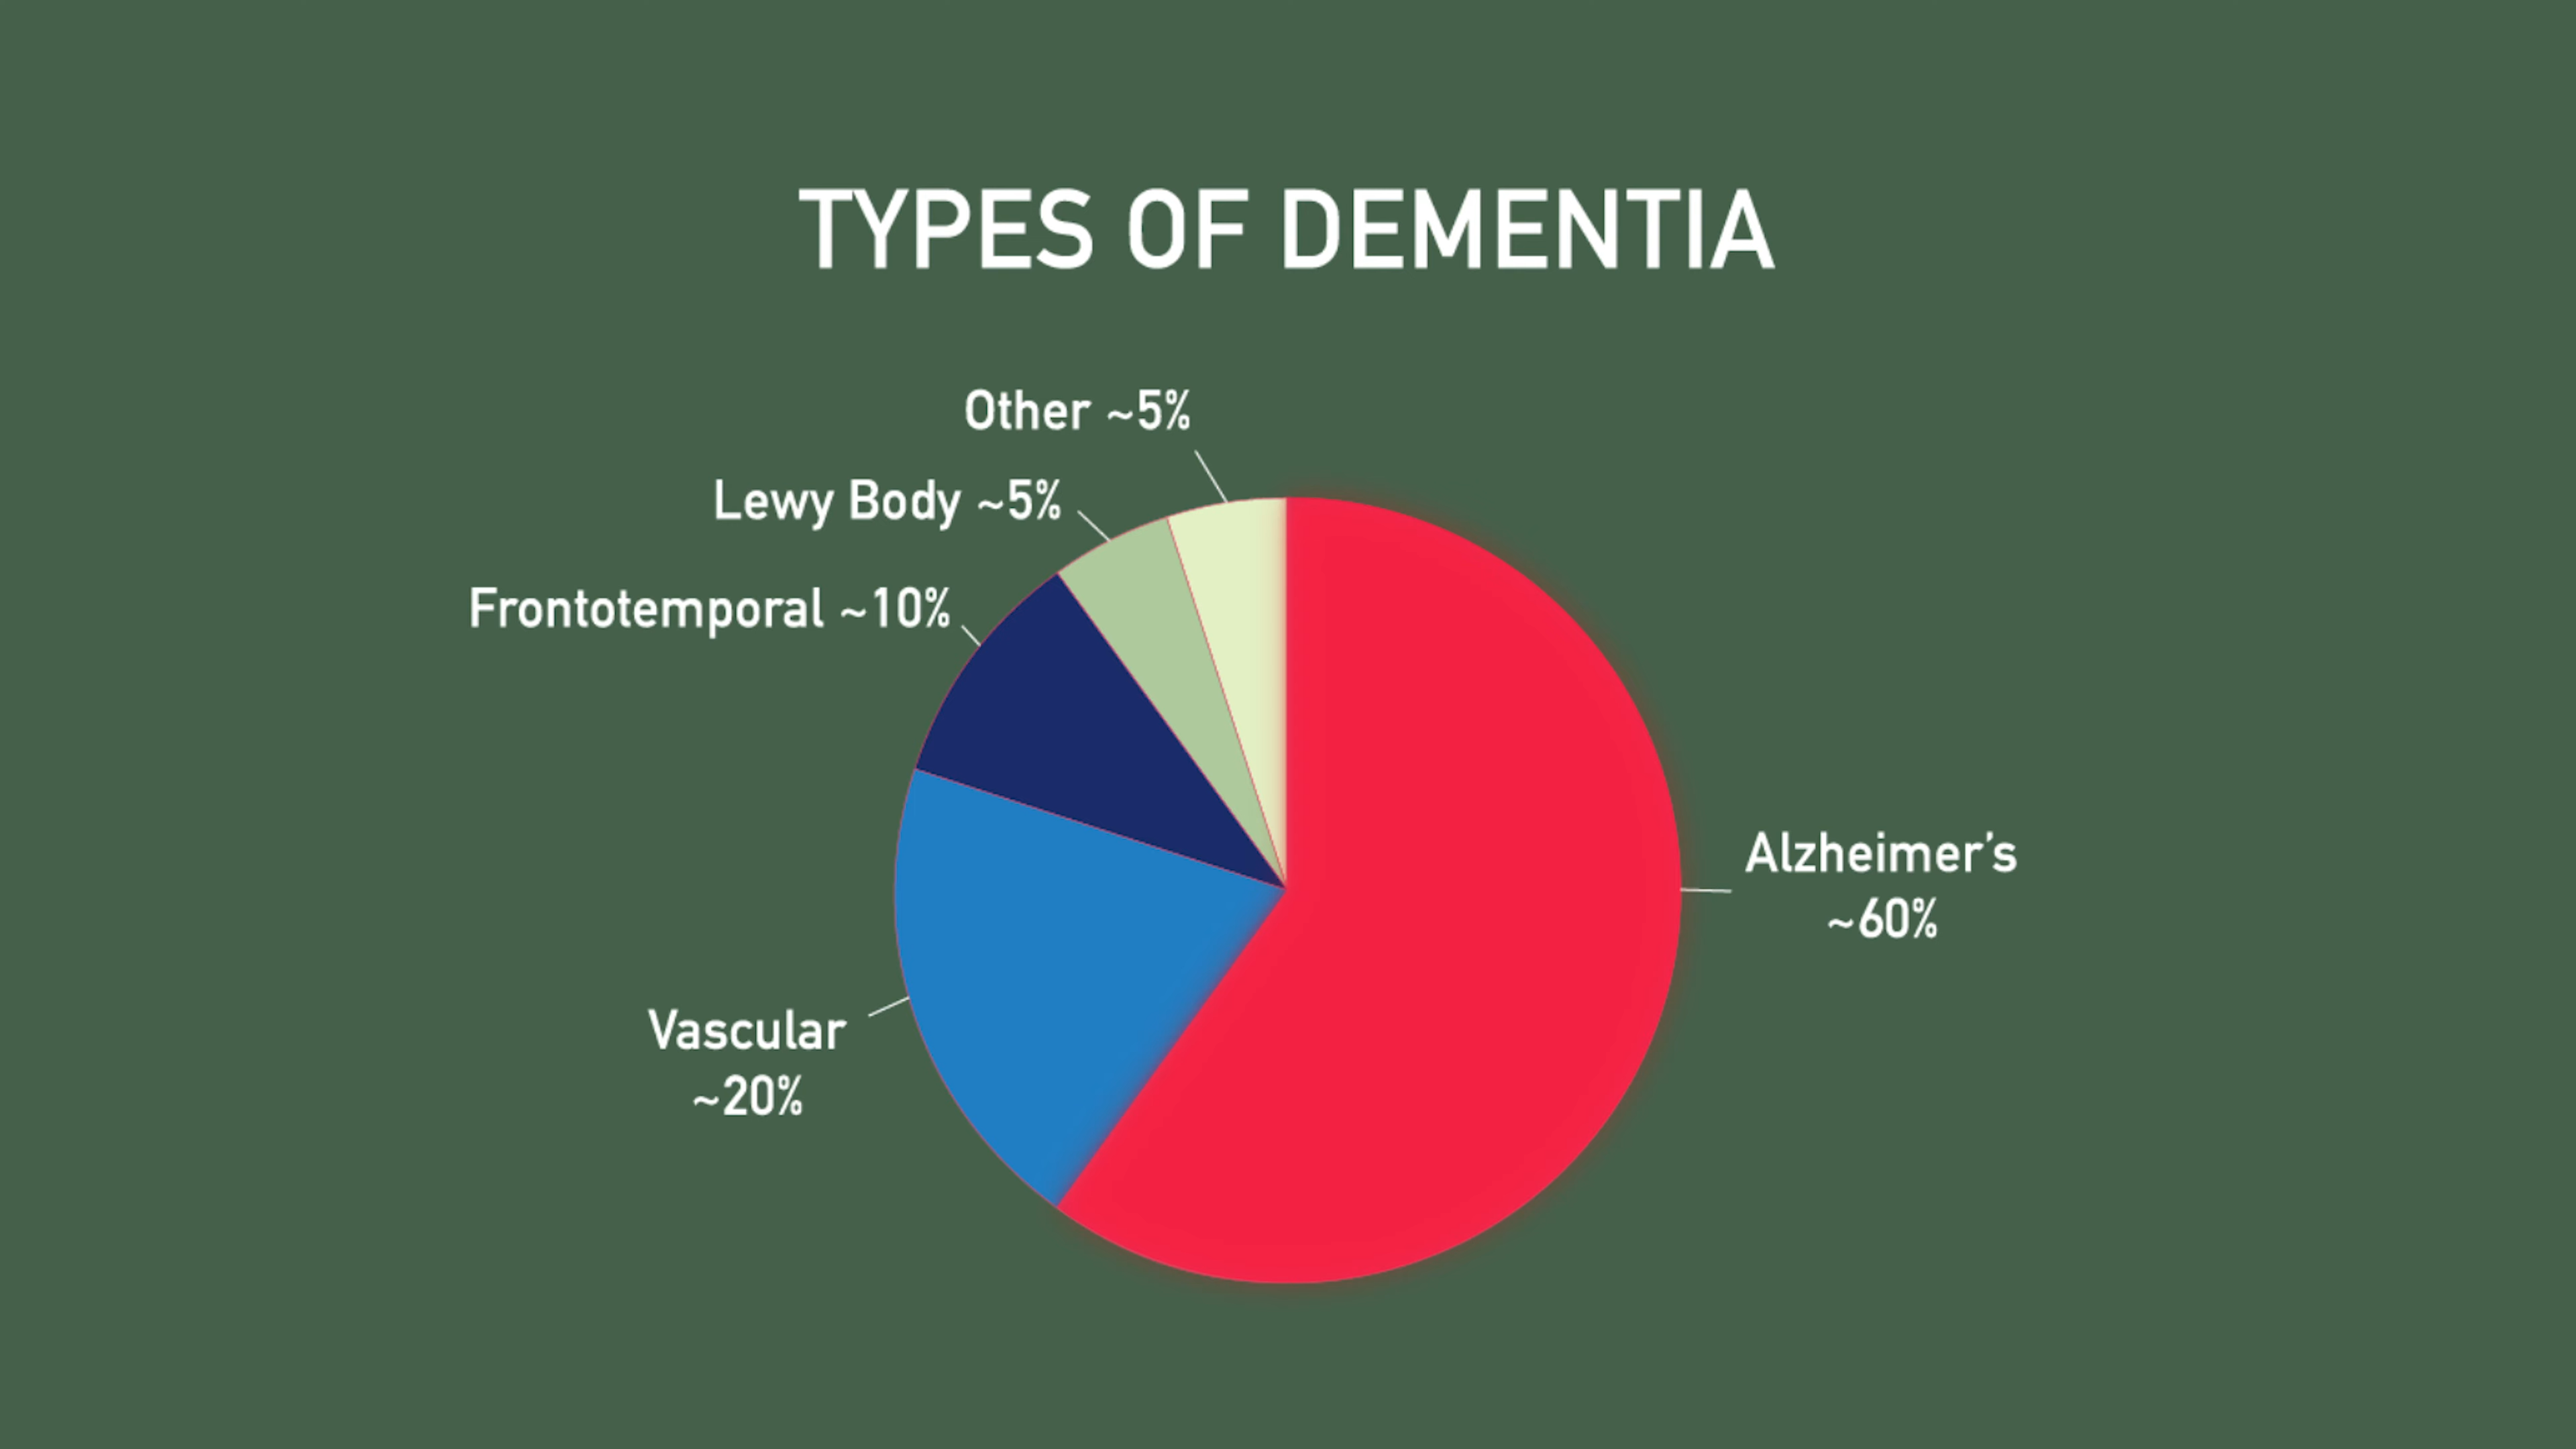 TYPES OF DEMENTIA
Other ~5%
Lewy Body ~5%
Frontotemporal ~10%
Alzheimer’s
~60%
Vascular
~20%